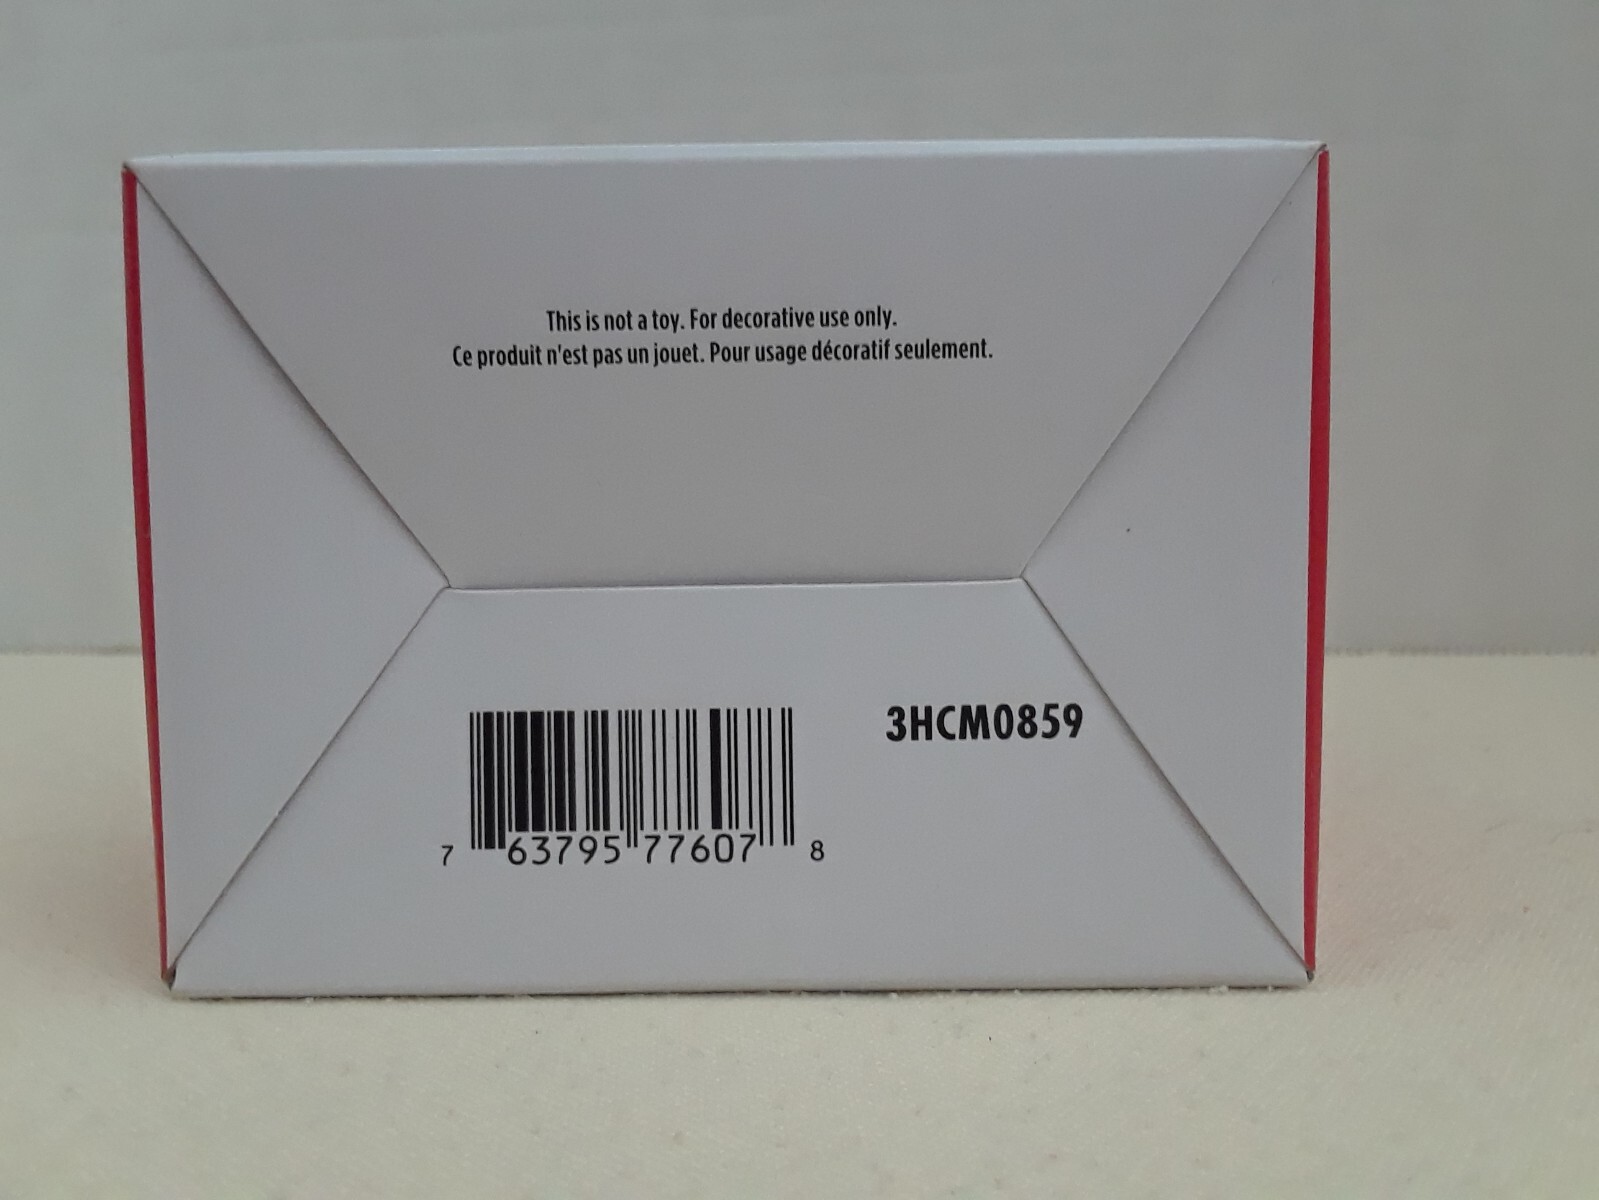 This is not a toy. For decorative use only.
Ce produit n'est pas un jouet. Pour usage décoratif seulement.
3HCM0859
7 63795 77607 8